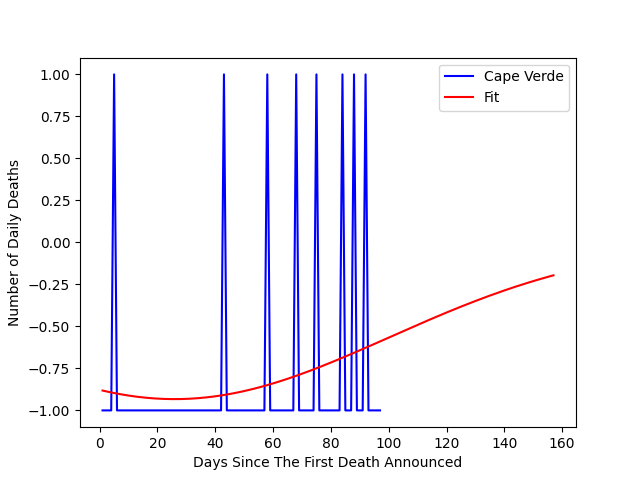 Cape Verde
Fit
1.00
0.75
0.50
0.25
0.00
−0.25
−0.50
−0.75
−1.00
Number of Daily Deaths
0 20 40 60 80 100 120 140 160
Days Since The First Death Announced